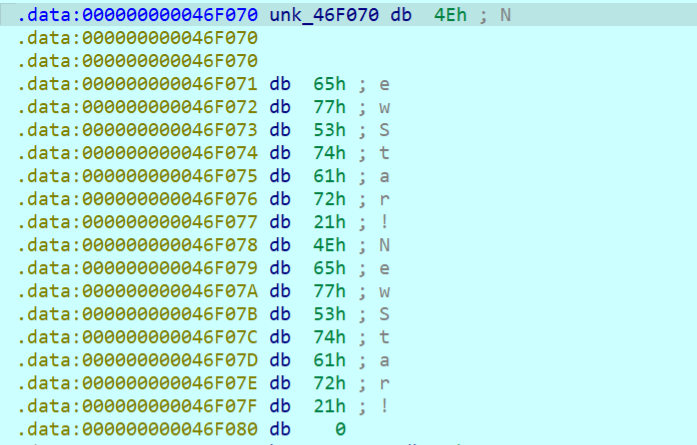 .data:000000000046F070 unk_46F070 db 4Eh ; N
.data:000000000046F070
.data:000000000046F070
.data:000000000046F071 db 65h ; e
.data:000000000046F072 db 77h ; w
.data:000000000046F073 db 53h ; S
.data:000000000046F074 db 74h ; t
.data:000000000046F075 db 61h ; a
.data:000000000046F076 db 72h ; r
.data:000000000046F077 db 21h ; !
.data:000000000046F078 db 4Eh ; N
.data:000000000046F079 db 65h ; e
.data:000000000046F07A db 77h ; w
.data:000000000046F07B db 53h ; S
.data:000000000046F07C db 74h ; t
.data:000000000046F07D db 61h ; a
.data:000000000046F07E db 72h ; r
.data:000000000046F07F db 21h ; !
.data:000000000046F080 db 0